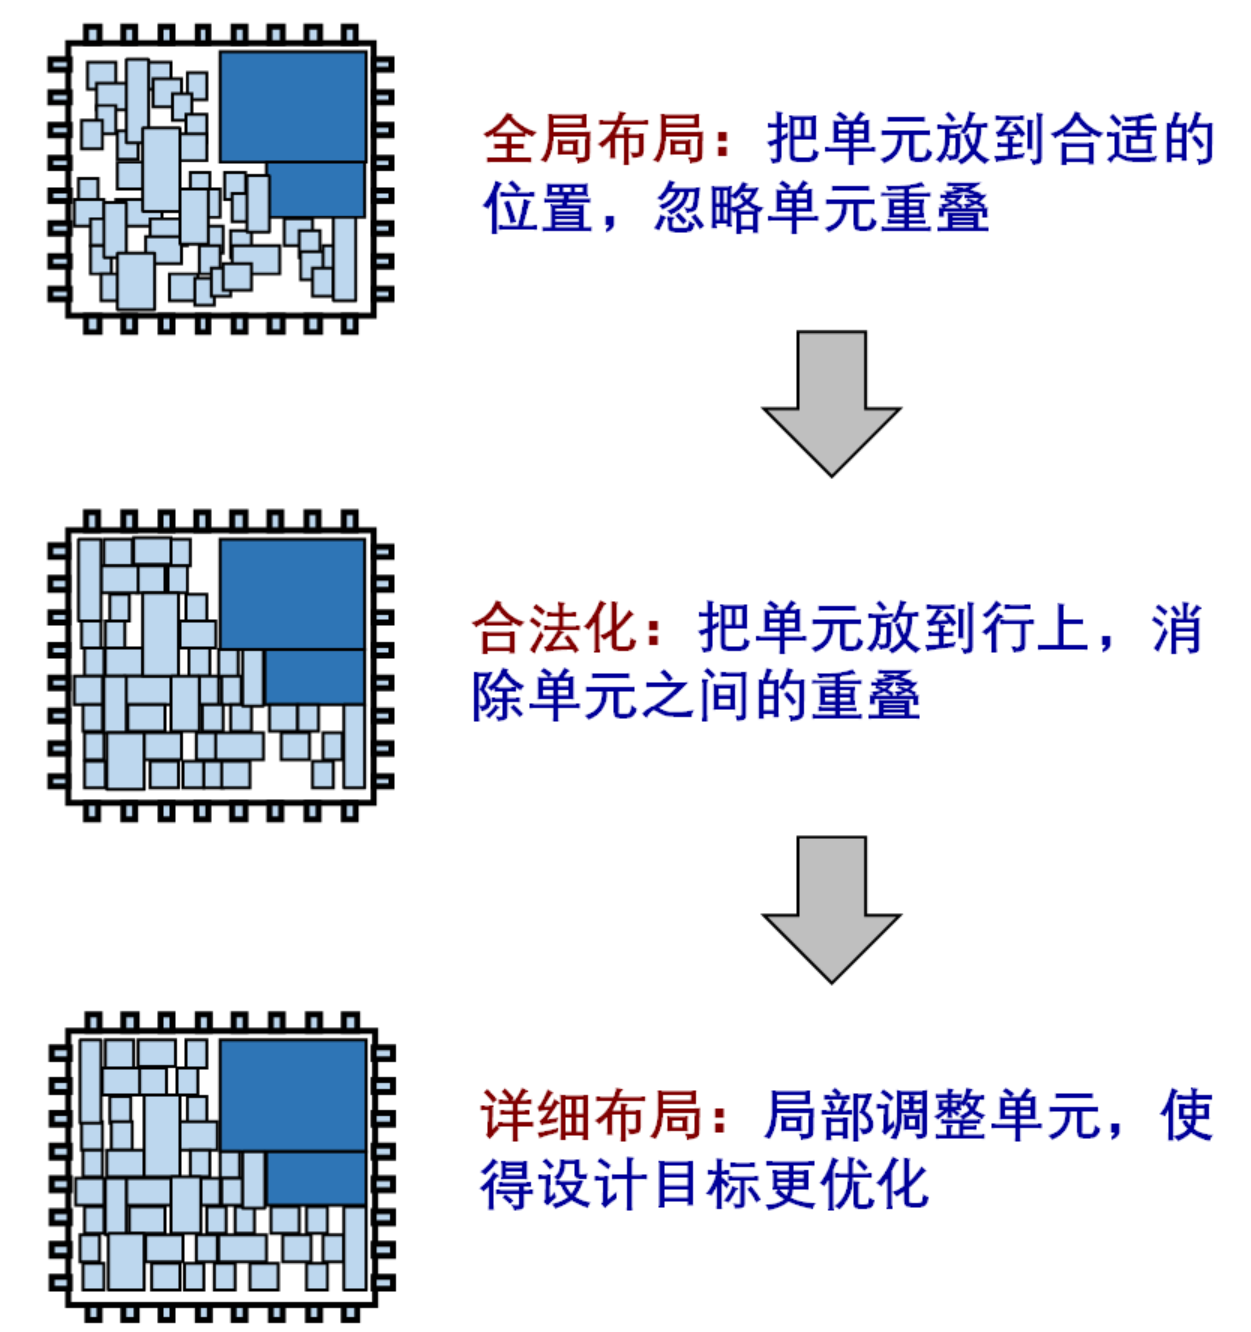 全局布局：把单元放到合适的
位置，忽略单元重叠
合法化：把单元放到行上，消
除单元之间的重叠
详细布局：局部调整单元，使
得设计目标更优化